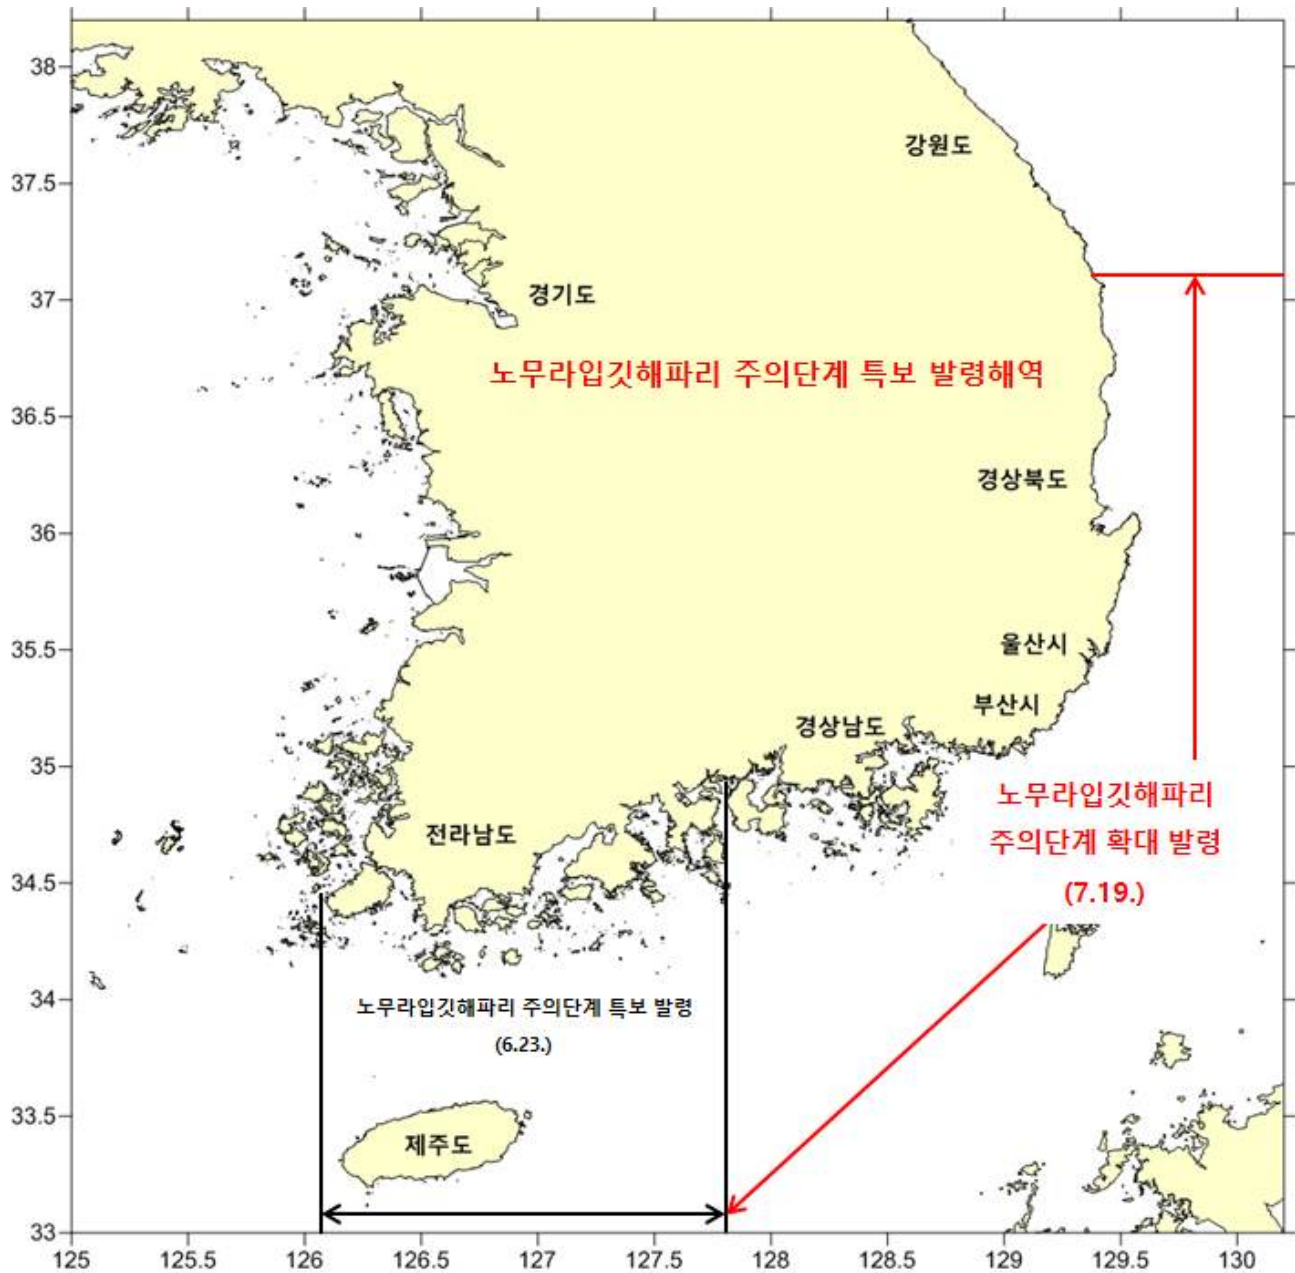 38
강원도
37.5
37
경기도
노무라입깃해파리 주의단계 특보 발령해역
36.5
경상북도
36
35.5
울산시
부산시
경상남도
35
노무라입깃해파리
주의단계 확대 발령
(7.19.)
전라남도
34.5
34
노무라입깃해파리 주의단계 특보 발령
(6.23.)
33.5
제주도
33
125 125.5 126 126.5 127 127.5 128 128.5 129 129.5 130